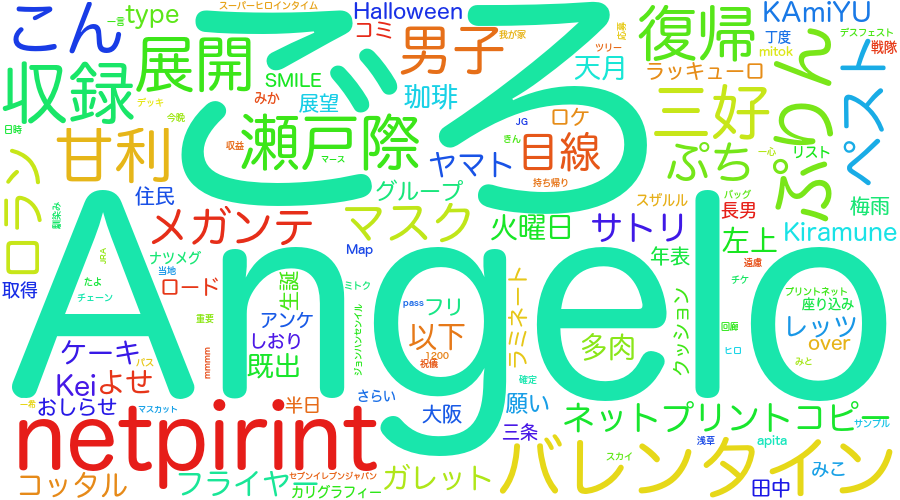 スーパーヒロインタイム
Halloween
我が家
KAmiYU
こん
一言
type
コミ
男子
校章
ツリー
復帰
丁度
mitok
デスフェスト
戦隊
ごろ
収録
展開
SMILE
天月
ラッキューロ
ぷりん
ペスト
みか
展望
珈琲
デッキ
今晩
日時
瀬戸際
収益
マース
JG
ロケ
三好
甘利
ヤマト
目線
きん
持ち帰り
ぷち
一心
リスト
ロラン
住民
グループ
スザルル
バッグ
長男
梅雨
馴染み
メガンテ
マスク
火曜日
サトリ
左上
Kiramune
JRA
ナツメグ
Map
年表
遠慮
当地
取得
たよ
チェーン
ロード
生誕
ミトク
チケ
プリントネット
座り込み
Angelo
pass
フリ
ラミネート
クッション
重要
アンケ
ジョンハンセンイル
回廊
レッツ
ケーキ
しおり
以下
多肉
ヒロ
over
mmmm
既出
1200
祝儀
みと
パス
Kei
よせ
確定
一希
おしらせ
マスカット
半日
さらい
大阪
願い
ネットプリントコピー
netpirint
三条
浅草
apita
サンプル
バレンタイン
スカイ
コッタル
フライヤー
セブンイレブンジャパン
カリグラフィー
ガレット
田中
みこ